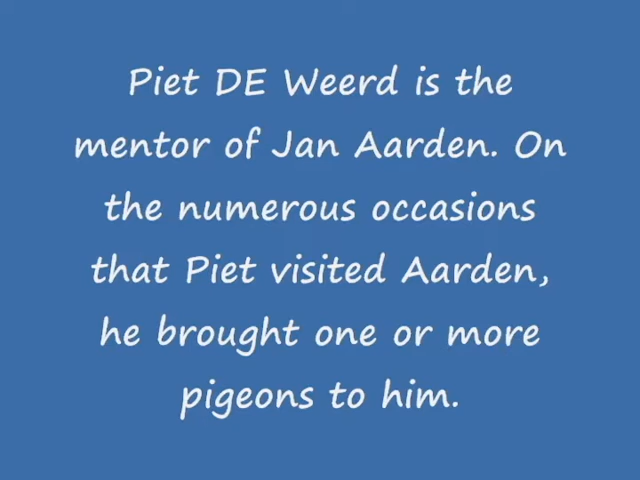 Piet DE Weerd is the
mentor of Jan Aarden. On
the numerous occasions
that Piet visited Aarden,
he brought one or more
pigeons to him.